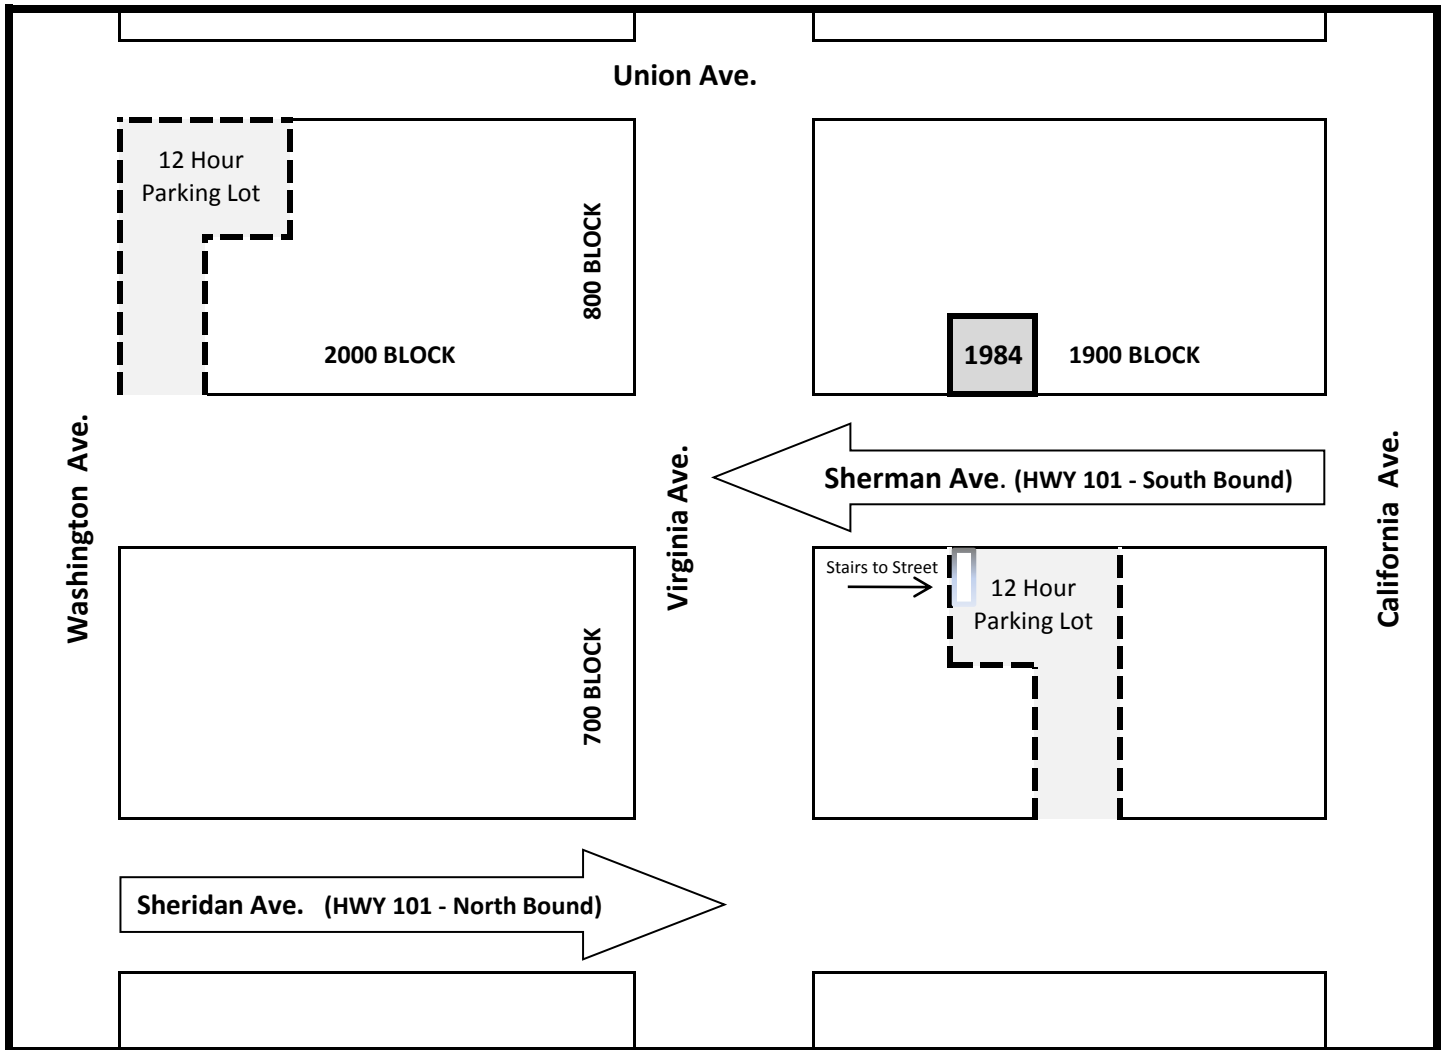 Union Ave.
12 Hour
Parking Lot
800 BLOCK
2000 BLOCK
1984
1900 BLOCK
Washington Ave.
Virginia Ave.
Sherman Ave. (HWY 101 - South Bound)
California Ave.
Stairs to Street
12 Hour
Parking Lot
700 BLOCK
Sheridan Ave. (HWY 101 - North Bound)